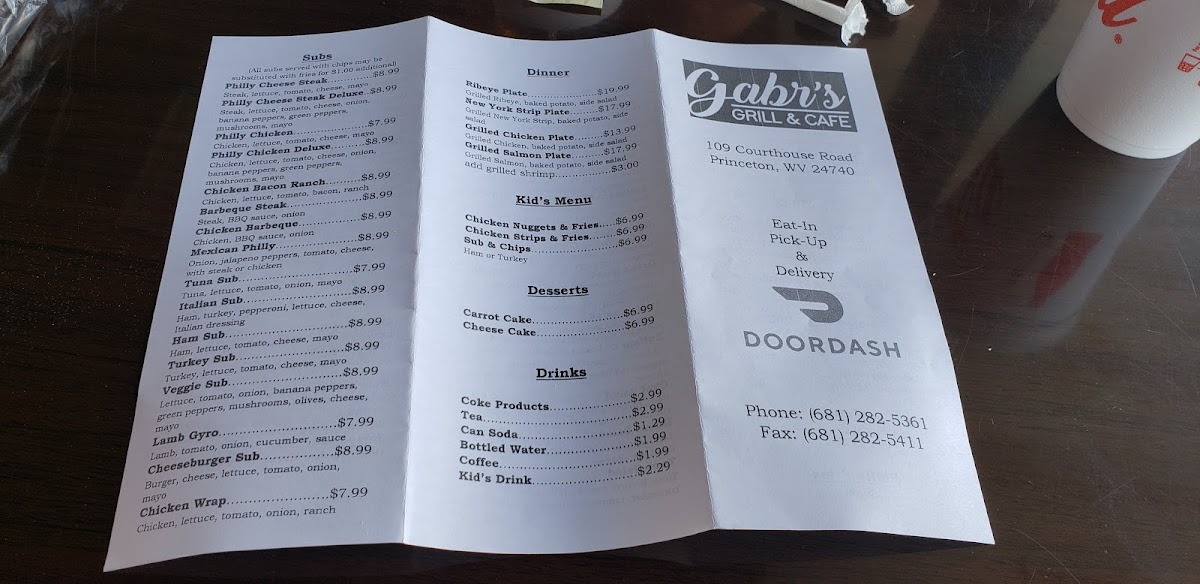 Subs
(All subs served with chips may be
substituted with fries for $1.00 additional)
Philly Cheese Steak.............$8.99
Steak, lettuce, tomato, cheese, mayo
Philly Cheese Steak Deluxe..$8.99
Steak, lettuce, tomato, cheese, onion,
banana peppers, green peppers,
mushrooms, mayo
Philly Chicken......................$7.99
Chicken, lettuce, tomato, cheese, mayo
Philly Chicken Deluxe...........$8.99
Chicken, lettuce, tomato, cheese, onion,
banana peppers, green peppers,
mushrooms, mayo
Chicken Bacon Ranch..........$8.99
Chicken, lettuce, tomato, bacon, ranch
Barbeque Steak.....................$8.99
Steak, BBQ sauce, onion
Chicken Barbeque..................$8.99
Chicken, BBQ sauce, onion
Mexican Philly.......................$8.99
Onion, jalapeno peppers, tomato, cheese,
with steak or chicken
Tuna Sub..............................$7.99
Tuna, lettuce, tomato, onion, mayo
Italian Sub............................$8.99
Ham, turkey, pepperoni, lettuce, cheese,
Italian dressing
Ham Sub...............................$8.99
Ham, lettuce, tomato, cheese, mayo
Turkey Sub...........................$8.99
Turkey, lettuce, tomato, cheese, mayo
Veggie Sub............................$8.99
Lettuce, tomato, onion, banana peppers,
green peppers, mushrooms, olives, cheese,
mayo
Lamb Gyro.......................$7.99
Lamb, tomato, onion, cucumber, sauce
Cheeseburger Sub...............$8.99
Burger, cheese, lettuce, tomato, onion,
mayo
Chicken Wrap.....................$7.99
Chicken, lettuce, tomato, onion, ranch
Dinner
Ribeye Plate......................$19.99
Grilled Ribeye, baked potato, side salad
New York Strip Plate.......$17.99
Grilled New York Strip, baked potato, side
salad
Grilled Chicken Plate.......$13.99
Grilled Chicken, baked potato, side salad
Grilled Salmon Plate........$17.99
Grilled Salmon, baked potato, side salad
add grilled shrimp................$3.00
Kid's Menu
Chicken Nuggets & Fries.....$6.99
Chicken Strips & Fries........$6.99
Sub & Chips.........................$6.99
Ham or Turkey
Desserts
Carrot Cake..........................$6.99
Cheese Cake.........................$6.99
Drinks
Coke Products......................$2.99
Tea........................................$2.99
Can Soda..............................$1.29
Bottled Water.......................$1.99
Coffee...................................$1.99
Kid's Drink...........................$2.29
Gabr's
GRILL & CAFE
109 Courthouse Road
Princeton, WV 24740
Eat-In
Pick-Up
&
Delivery
DOORDASH
Phone: (681) 282-5361
Fax: (681) 282-5411